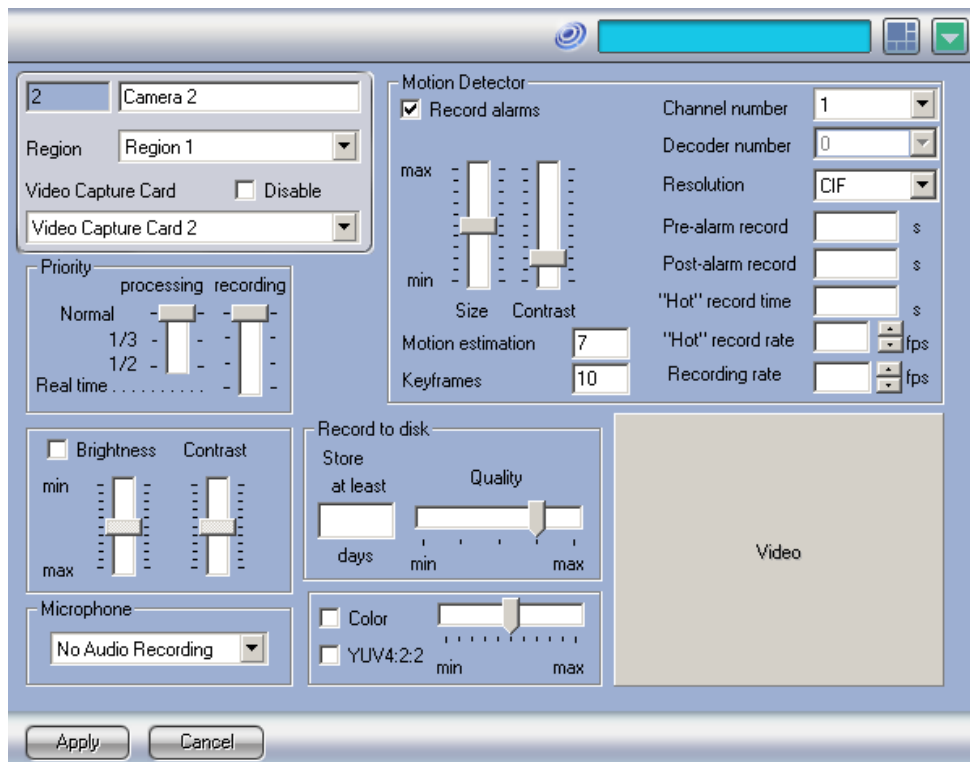 2
Camera 2
Region
Region 1
Video Capture Card
Disable
Video Capture Card 2
Priority
processing recording
Normal
1/3
1/2
Real time . . . . . . . . . .
Brightness Contrast
min
max
Microphone
No Audio Recording
Motion Detector
Record alarms
max
min
Size Contrast
Motion estimation 7
Keyframes 10
Channel number 1
Decoder number 0
Resolution CIF
Pre-alarm record s
Post-alarm record s
"Hot" record time s
"Hot" record rate fps
Recording rate fps
Record to disk
Store
at least
days
Quality
min max
Color
YUV4:2:2
min max
Video
Apply Cancel